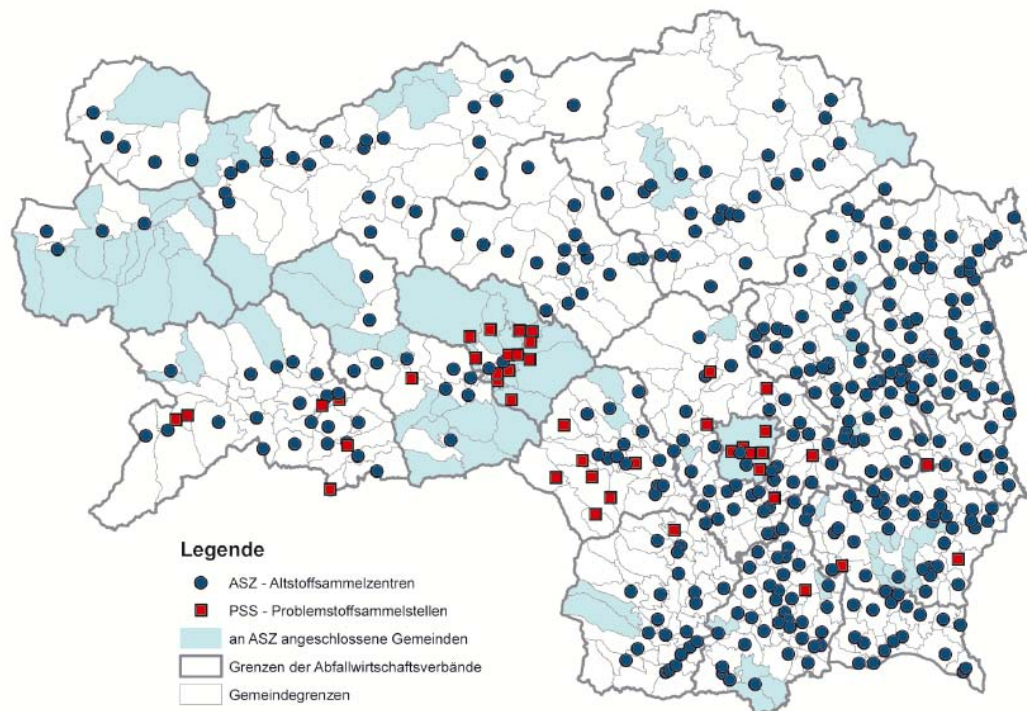 Legende
ASZ - Altstoffsammelzentren
PSS - Problemstoffsammelstellen
an ASZ angeschlossene Gemeinden
Grenzen der Abfallwirtschaftsverbände
Gemeindegrenzen